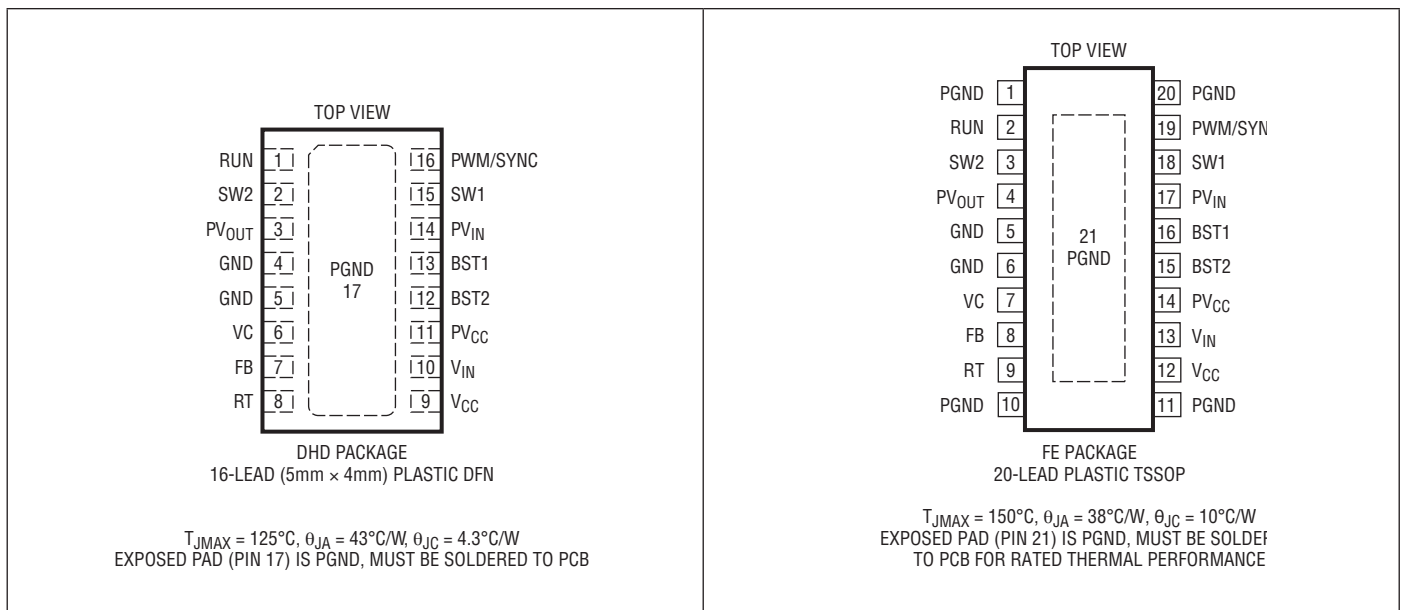 TOP VIEW
RUN 1
SW2 2
PVOUT 3
GND 4
GND 5
VC 6
FB 7
RT 8
16 PWM/SYNC
15 SW1
14 PVIN
13 BST1
12 BST2
11 PVCC
10 VIN
9 VCC
PGND
17
DHD PACKAGE
16-LEAD (5mm × 4mm) PLASTIC DFN
TJMAX = 125°C, θJA = 43°C/W, θJC = 4.3°C/W
EXPOSED PAD (PIN 17) IS PGND, MUST BE SOLDERED TO PCB
TOP VIEW
PGND 1
RUN 2
SW2 3
PVOUT 4
GND 5
GND 6
VC 7
FB 8
RT 9
PGND 10
20 PGND
19 PWM/SYN
18 SW1
17 PVIN
16 BST1
15 BST2
14 PVCC
13 VIN
12 VCC
11 PGND
21
PGND
FE PACKAGE
20-LEAD PLASTIC TSSOP
TJMAX = 150°C, θJA = 38°C/W, θJC = 10°C/W
EXPOSED PAD (PIN 21) IS PGND, MUST BE SOLDE
TO PCB FOR RATED THERMAL PERFORMANCE